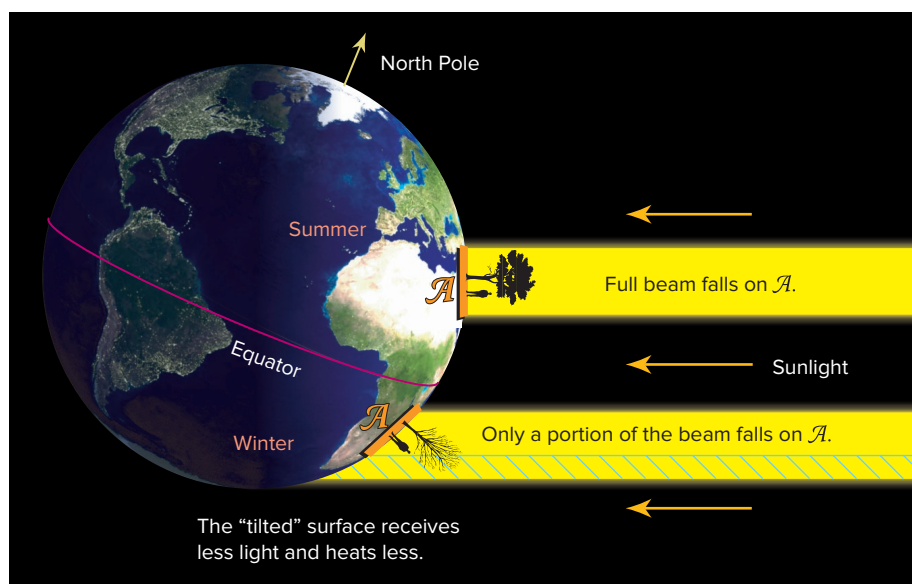 North Pole
Summer
𝒜
Full beam falls on 𝒜.
Equator
Sunlight
𝒜
Winter
Only a portion of the beam falls on 𝒜.
The “tilted” surface receives
less light and heats less.